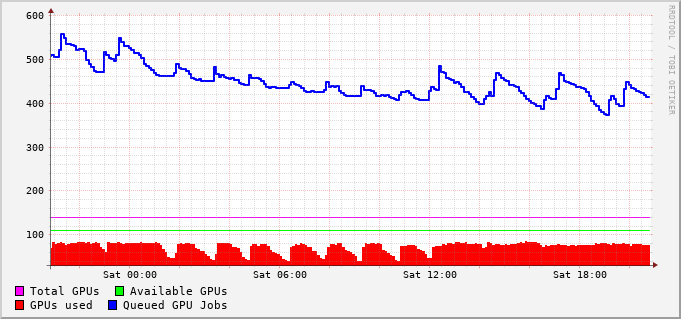 600
500
400
300
200
100
Sat 00:00 Sat 06:00 Sat 12:00 Sat 18:00
Total GPUs Available GPUs
GPUs used Queued GPU Jobs
RRDTOOL / TOBI OETIKER